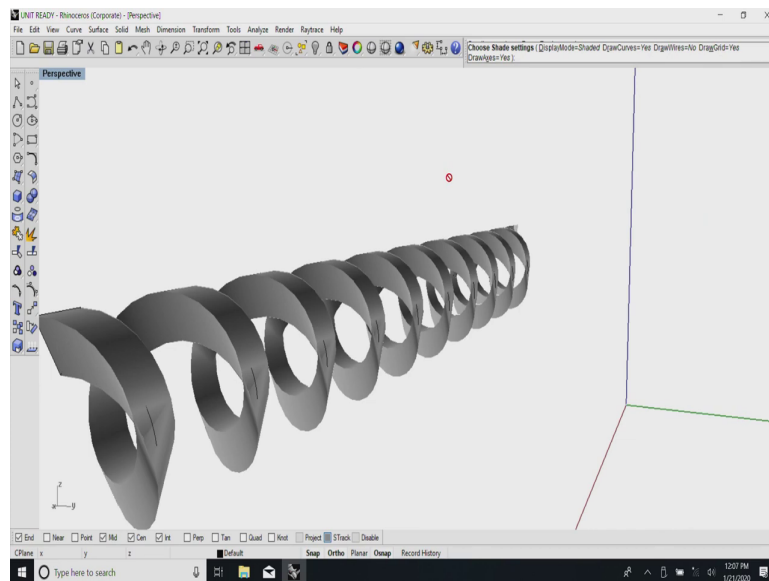 UNIT READY - Rhinoceros (Corporate) - [Perspective]
File Edit View Curve Surface Solid Mesh Dimension Transform Tools Analyze Render Raytrace Help
Choose Shade settings ( DisplayMode=Shaded DrawCurves=Yes DrawWires=No DrawGrid=Yes
DrawAxes=Yes ):
Perspective
z
x y
End Near Point Mid Cen Int Perp Tan Quad Knot Project STrack Disable
CPlane x y z Default Snap Ortho Planar Osnap Record History
Type here to search
12:07 PM
1/21/2020